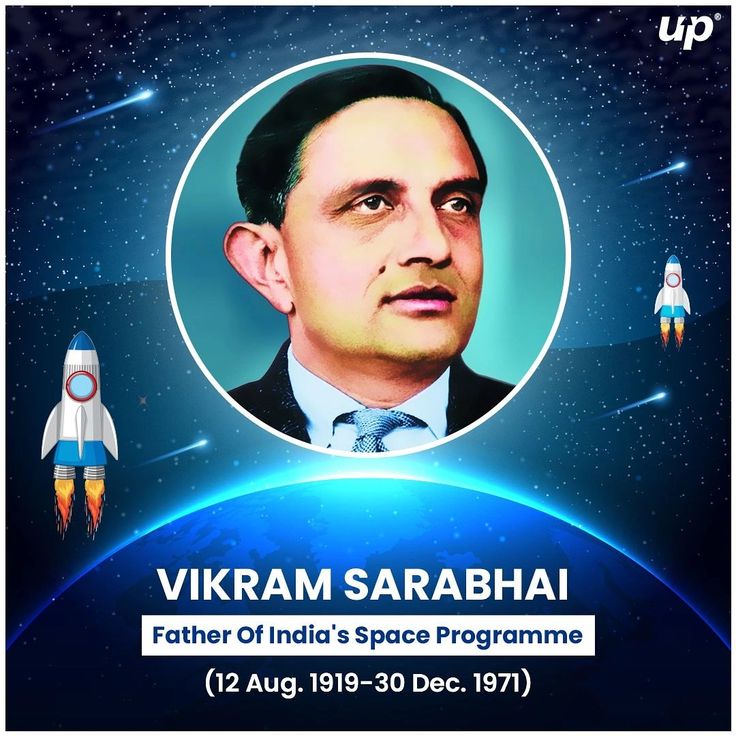 up®
VIKRAM SARABHAI
Father Of India's Space Programme
(12 Aug. 1919-30 Dec. 1971)